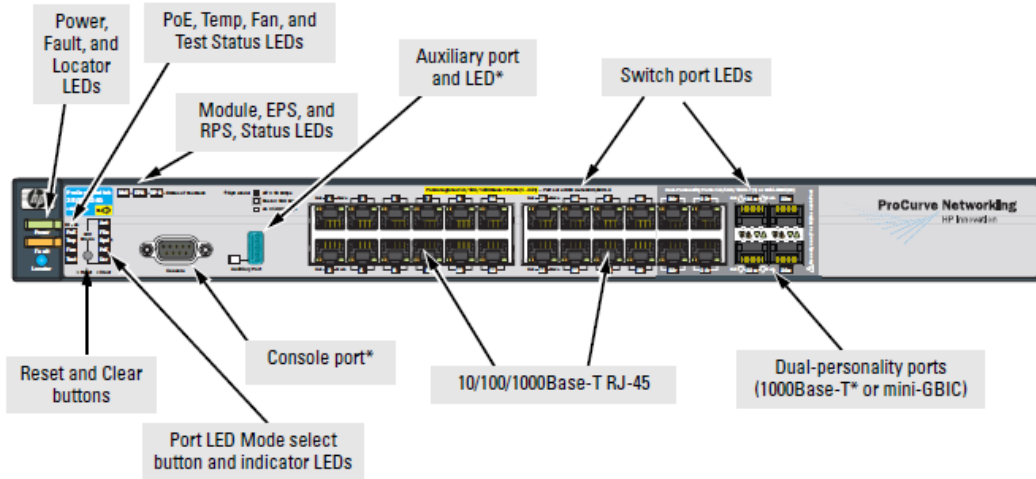 Power,
Fault, and
Locator
LEDs
PoE, Temp, Fan, and
Test Status LEDs
Module, EPS, and
RPS, Status LEDs
Auxiliary port
and LED*
Switch port LEDs
Power
Fault
Locator
Console
Auxiliary Port
ProCurve Networking
HP Innovation
Reset and Clear
buttons
Port LED Mode select
button and indicator LEDs
Console port*
10/100/1000Base-T RJ-45
Dual-personality ports
(1000Base-T* or mini-GBIC)